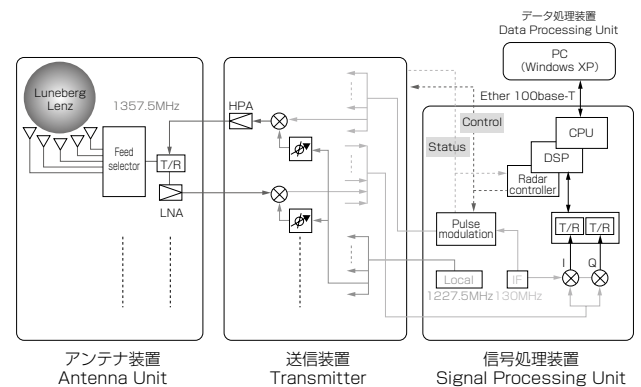 データ処理装置
Data Processing Unit
PC
(Windows XP)
Ether 100base-T
Luneberg
Lenz
1357.5MHz
HPA
Feed
selector
T/R
LNA
Control
Status
CPU
DSP
Radar
controller
Pulse
modulation
T/R
T/R
I
Q
Local
IF
1227.5MHz
130MHz
アンテナ装置
Antenna Unit
送信装置
Transmitter
信号処理装置
Signal Processing Unit